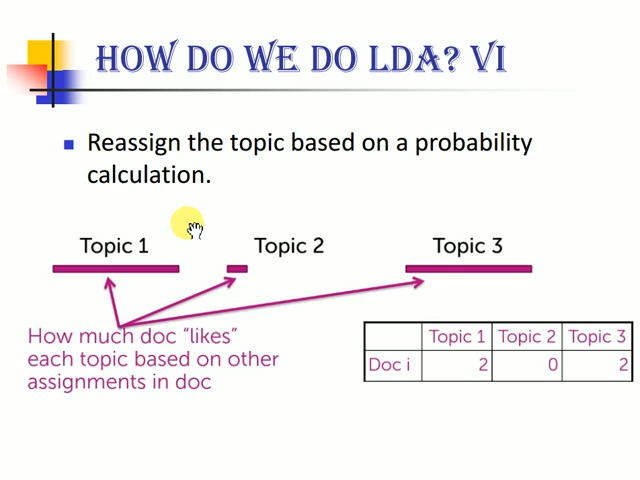 HOW DO WE DO LDA? VI
Reassign the topic based on a probability
calculation.
Topic 1 Topic 2 Topic 3
How much doc “likes”
each topic based on other
assignments in doc
Topic 1 Topic 2 Topic 3
Doc i 2 0 2